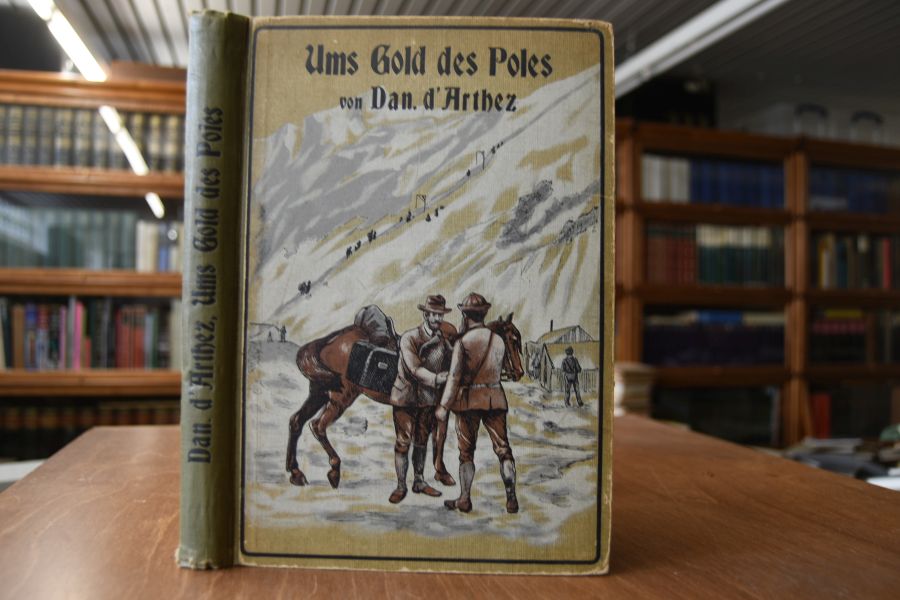 Ums Gold des Poles
von Dan. d'Arthez
Dan. d'Arthez, Ums Gold des Poles